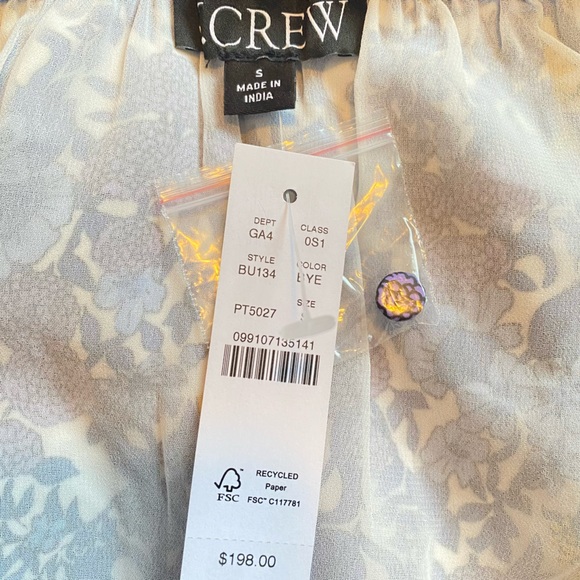 .CREW
S
MADE IN
INDIA
DEPT CLASS
GA4 0S1
STYLE COLOR
BU134 BYE
PT5027 SIZE
099107135141
RECYCLED
Paper
FSC™ C117781
FSC
$198.00